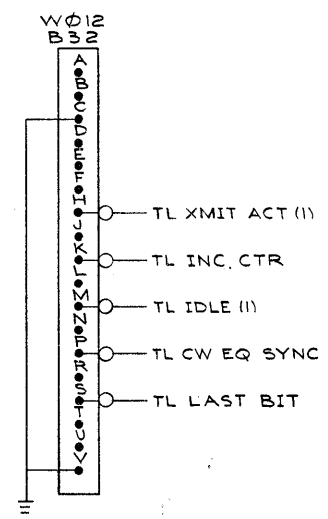 WØ12
B32
A
B
C
D
E
F
H
TL XMIT ACT (1)
J
K
TL INC. CTR
L
M
TL IDLE (1)
N
P
TL CW EQ SYNC
R
S
TL LAST BIT
T
U
V